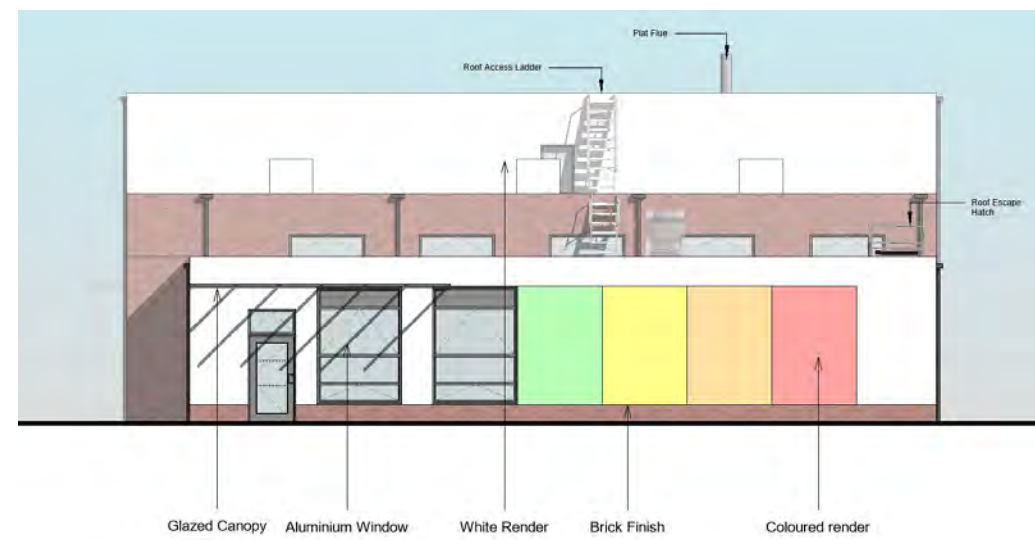 Plat Flue
Roof Access Ladder
Roof Escape
Hatch
Glazed Canopy
Aluminium Window
White Render
Brick Finish
Coloured render